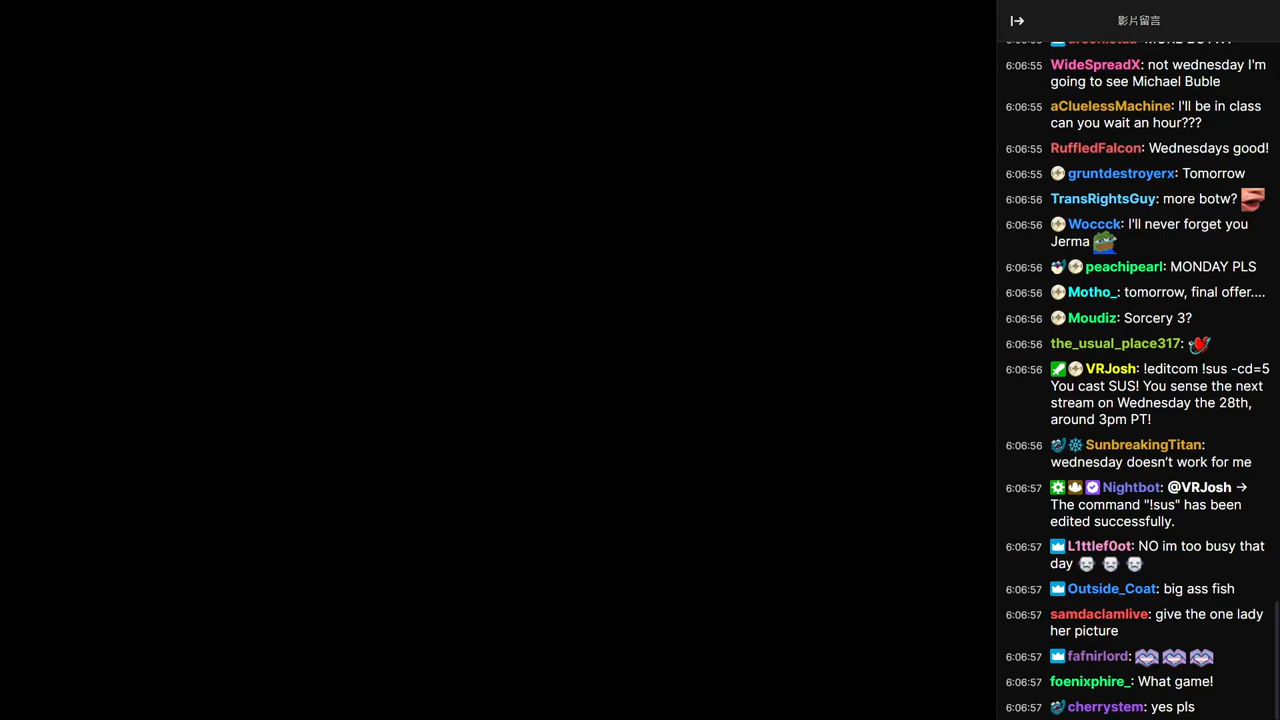 影片留言
6:06:55 WideSpreadX: not wednesday I'm
going to see Michael Buble
6:06:55 aCluelessMachine: I'll be in class
can you wait an hour???
6:06:55 RuffledFalcon: Wednesdays good!
6:06:55 gruntdestroyerx: Tomorrow
6:06:56 TransRightsGuy: more botw?
6:06:56 Woccck: I'll never forget you
Jerma
6:06:56 peachipearl: MONDAY PLS
6:06:56 Motho_: tomorrow, final offer....
6:06:56 Moudiz: Sorcery 3?
6:06:56 the_usual_place317:
6:06:56 VRJosh: !editcom !sus -cd=5
You cast SUS! You sense the next
stream on Wednesday the 28th,
around 3pm PT!
6:06:56 SunbreakingTitan:
wednesday doesn’t work for me
6:06:57 Nightbot: @VRJosh →
The command "!sus" has been
edited successfully.
6:06:57 L1ttlef0ot: NO im too busy that
day
6:06:57 Outside_Coat: big ass fish
6:06:57 samdaclamlive: give the one lady
her picture
6:06:57 fafnirlord:
6:06:57 foenixphire_: What game!
6:06:57 cherrystem: yes pls